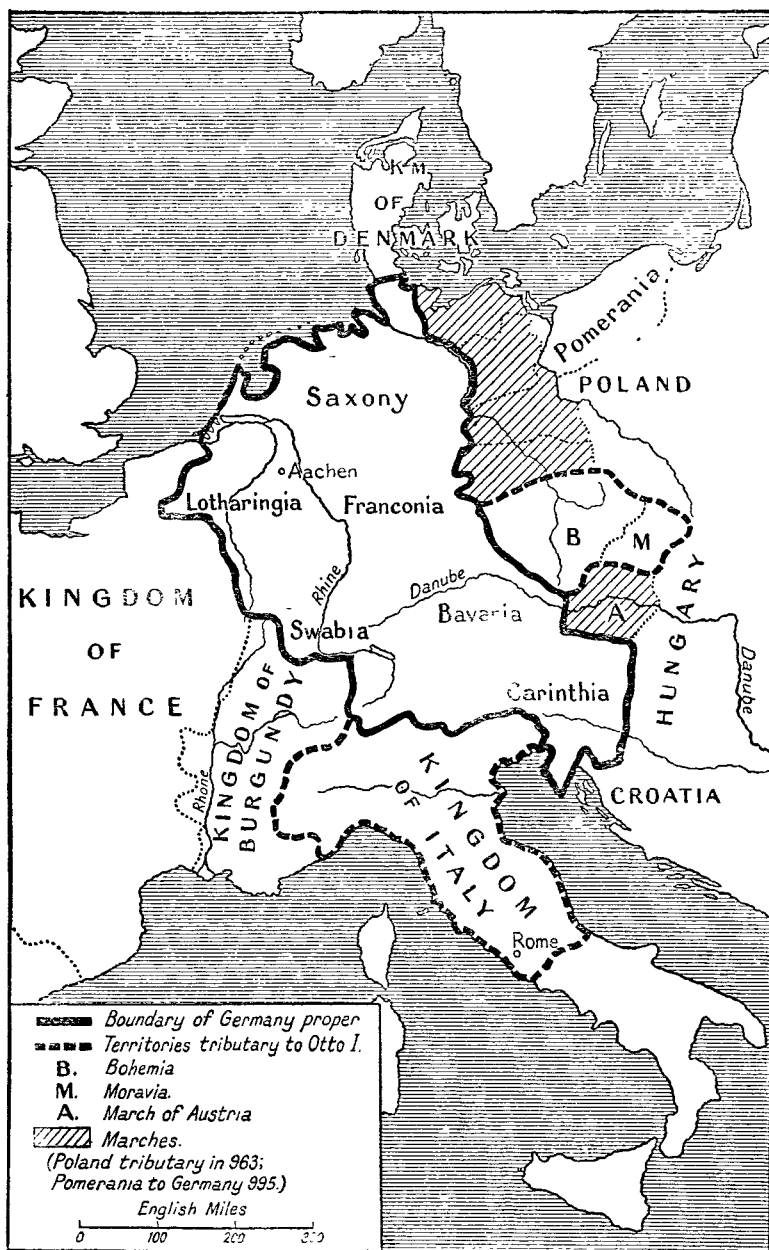 KM.
OF
DENMARK
Pomerania
POLAND
Saxony
Aachen
Lotharingia
Franconia
B
M
KINGDOM
OF
FRANCE
Rhine
Danube
Bavaria
A
Swabia
HUNGARY
Danube
Carinthia
KINGDOM OF
BURGUNDY
Rhone
KINGDOM
OF ITALY
CROATIA
Rome
Boundary of Germany proper
Territories tributary to Otto I.
B. Bohemia
M. Moravia.
A. March of Austria
Marches.
(Poland tributary in 963;
Pomerania to Germany 995.)
English Miles
0 100 200 300